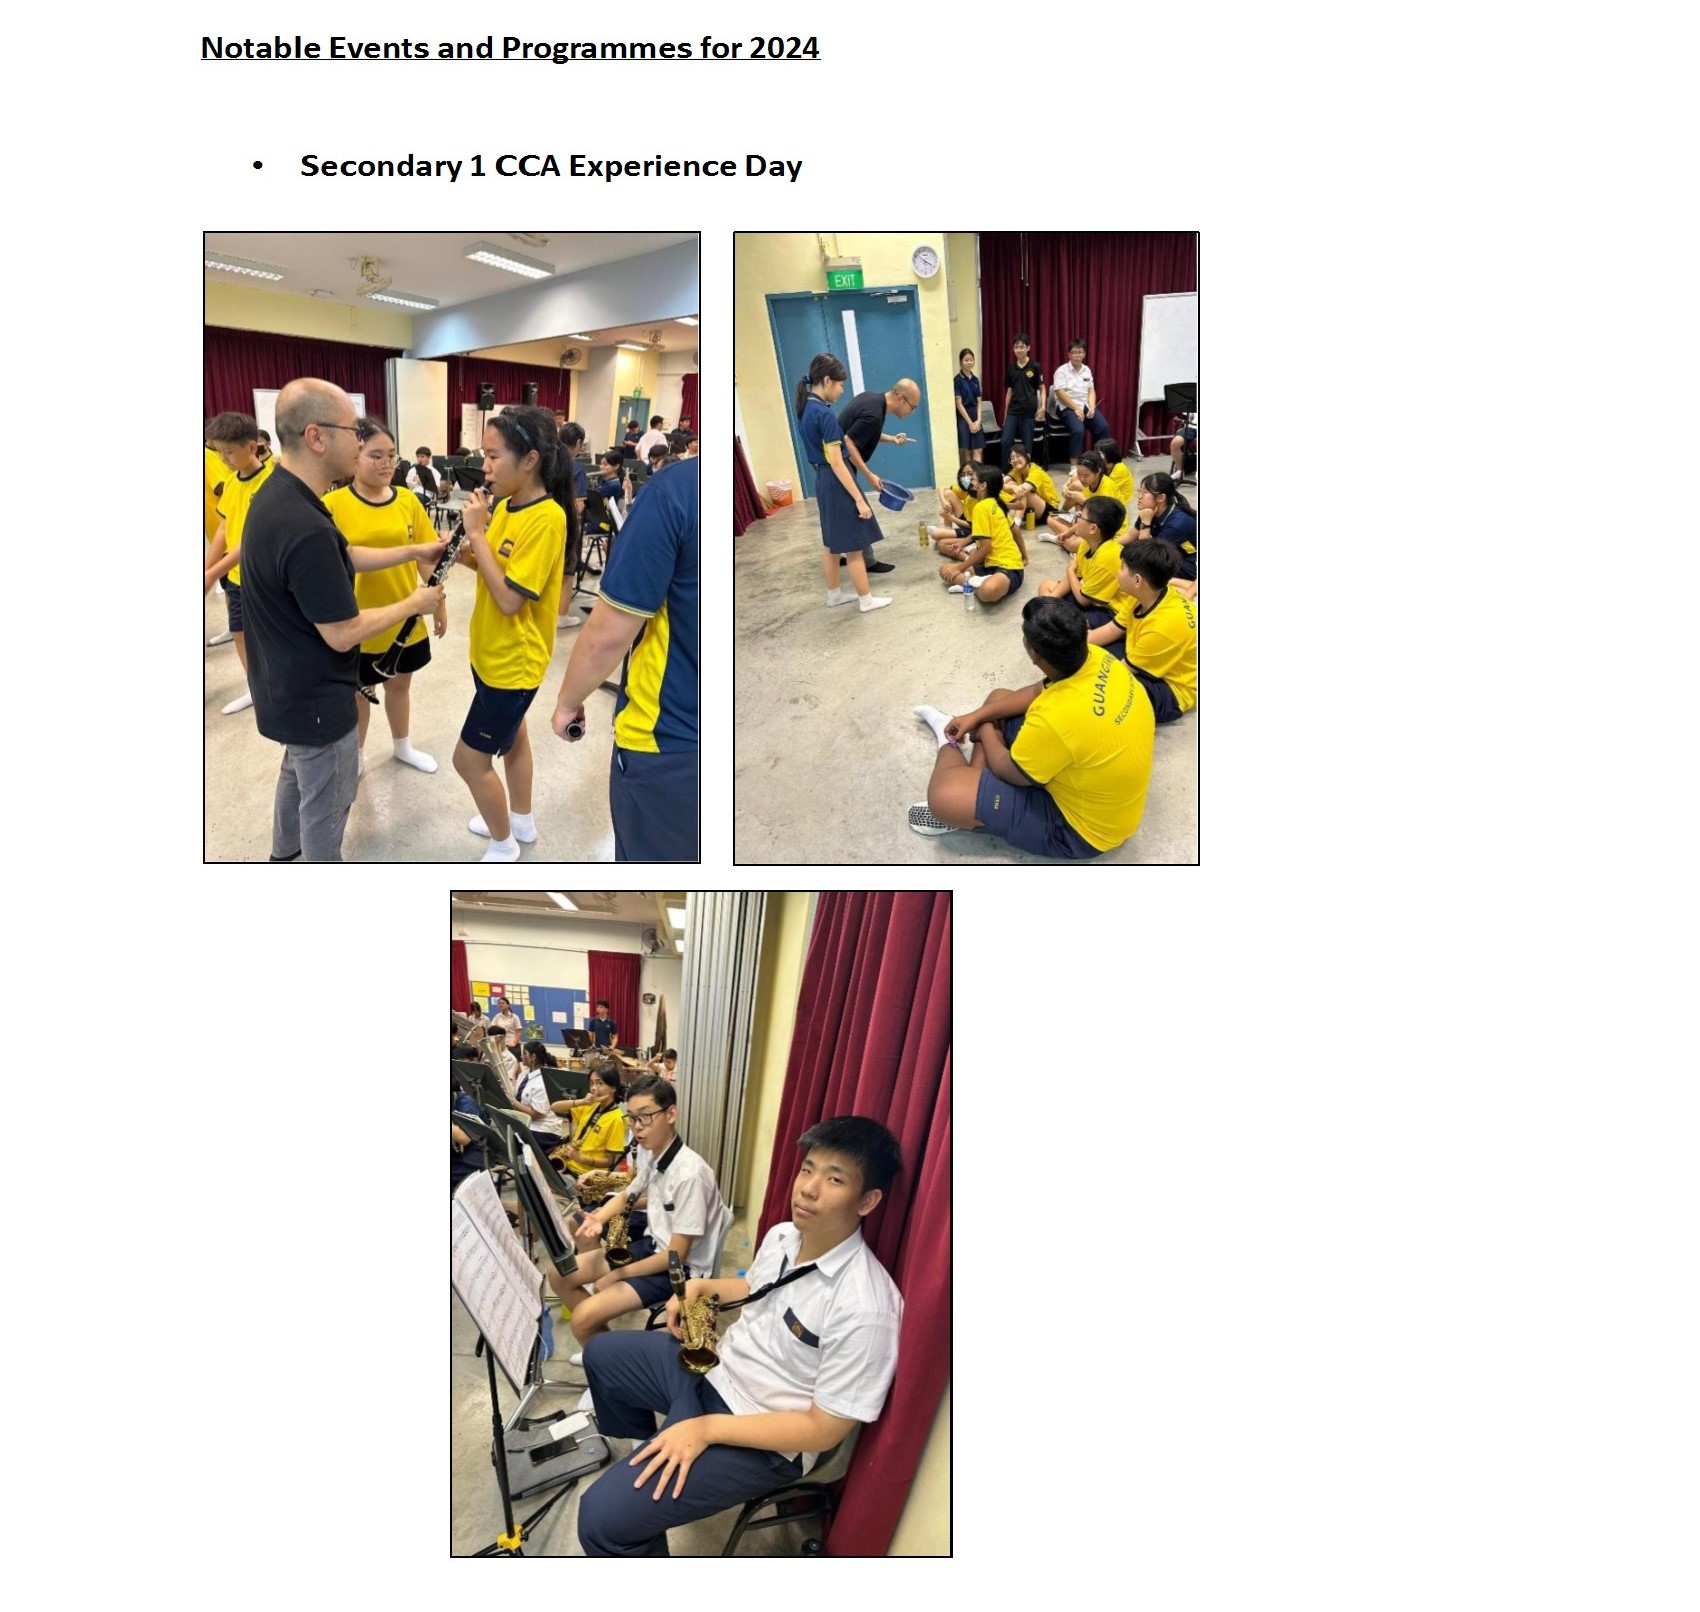 Notable Events and Programmes for 2024
• Secondary 1 CCA Experience Day
EXIT